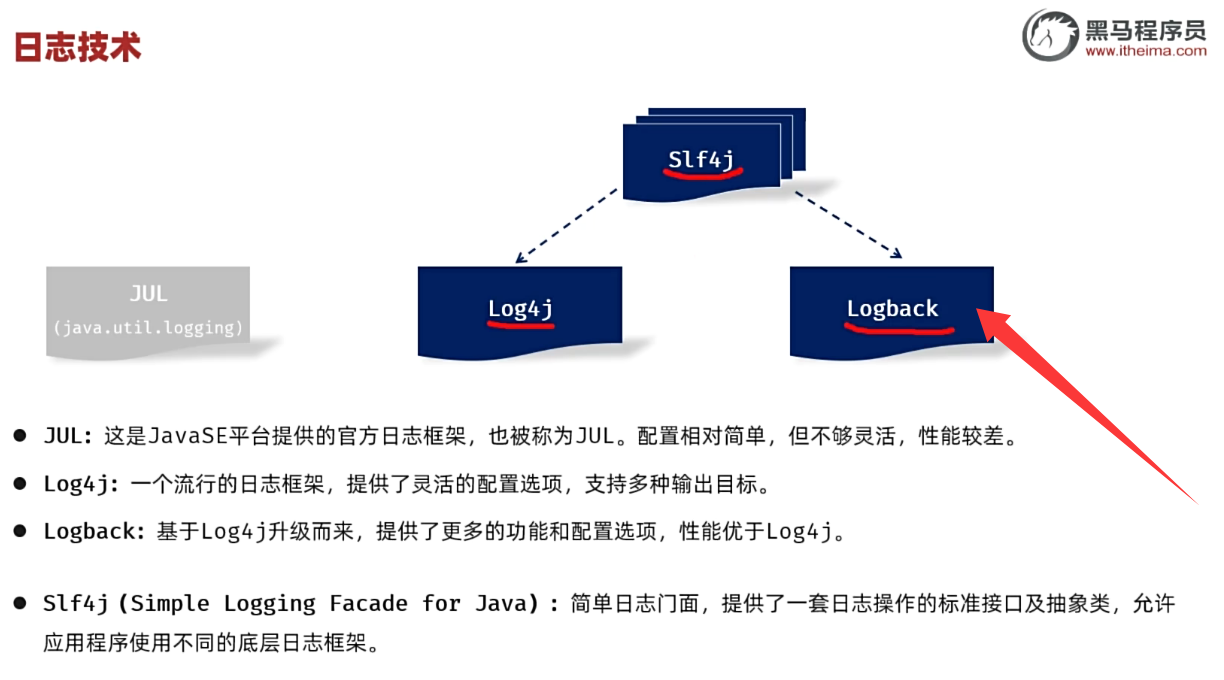 日志技术
黑马程序员
www.itheima.com
Slf4j
JUL
(java.util.logging)
Log4j
Logback
● JUL: 这是JavaSE平台提供的官方日志框架，也被称为JUL。配置相对简单，但不够灵活，性能较差。
● Log4j: 一个流行的日志框架，提供了灵活的配置选项，支持多种输出目标。
● Logback: 基于Log4j升级而来，提供了更多的功能和配置选项，性能优于Log4j。
● Slf4j (Simple Logging Facade for Java) : 简单日志门面，提供了一套日志操作的标准接口及抽象类，允许
应用程序使用不同的底层日志框架。